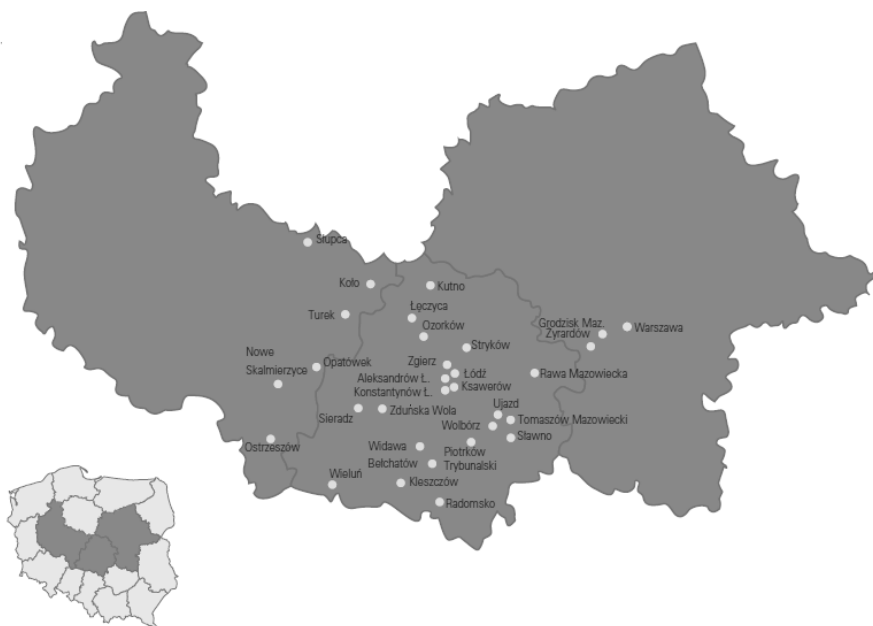 Słupca
Koło
Kutno
Łęczyca
Turek
Ozorków
Grodzisk Maz.
Warszawa
Żyrardów
Stryków
Nowe
Skalmierzyce
Opatówek
Zgierz
Łódź
Rawa Mazowiecka
Aleksandrów Ł.
Ksawerów
Konstantynów Ł.
Sieradz
Zduńska Wola
Ujazd
Tomaszów Mazowiecki
Wolbórz
Sławno
Ostrzeszów
Widawa
Piotrków
Trybunalski
Bełchatów
Wieluń
Kleszczów
Radomsko